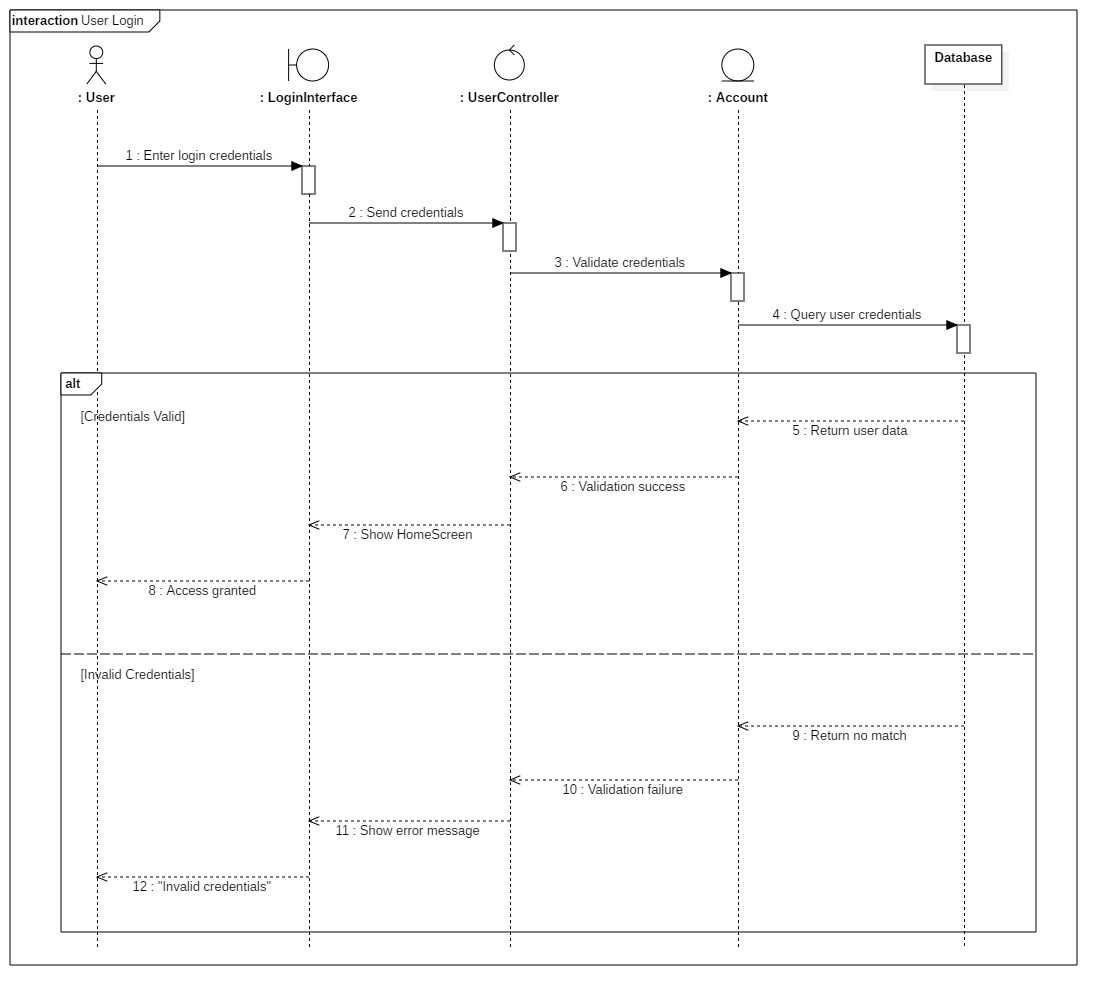 interaction User Login
: User
: LoginInterface
: UserController
: Account
Database
1 : Enter login credentials
2 : Send credentials
3 : Validate credentials
4 : Query user credentials
alt
[Credentials Valid]
5 : Return user data
6 : Validation success
7 : Show HomeScreen
8 : Access granted
[Invalid Credentials]
9 : Return no match
10 : Validation failure
11 : Show error message
12 : "Invalid credentials"